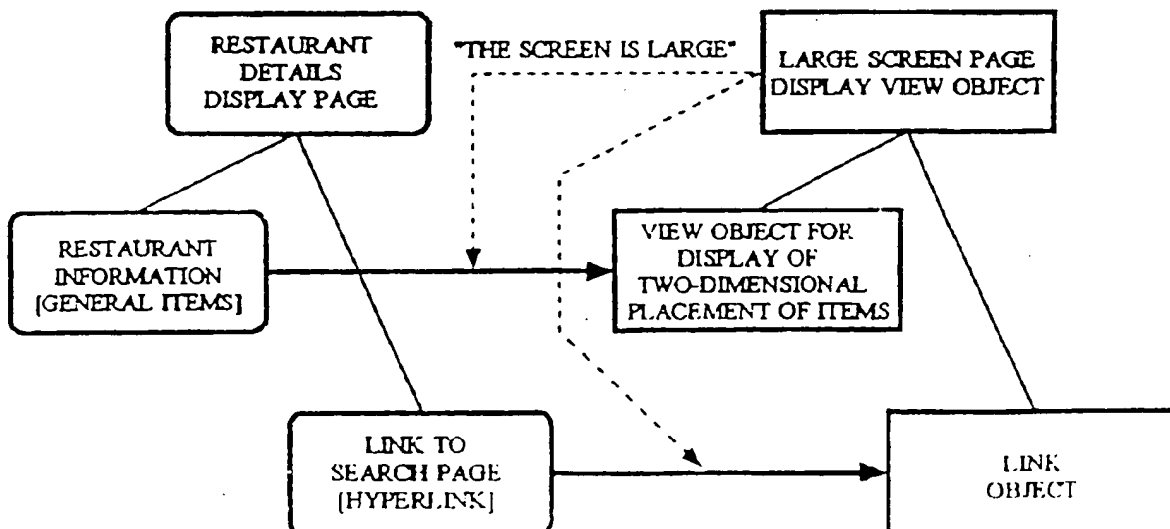 RESTAURANT
DETAILS
DISPLAY PAGE
"THE SCREEN IS LARGE"
LARGE SCREEN PAGE
DISPLAY VIEW OBJECT
RESTAURANT
INFORMATION
[GENERAL ITEMS]
VIEW OBJECT FOR
DISPLAY OF
TWO-DIMENSIONAL
PLACEMENT OF ITEMS
LINK TO
SEARCH PAGE
[HYPERLINK]
LINK
OBJECT